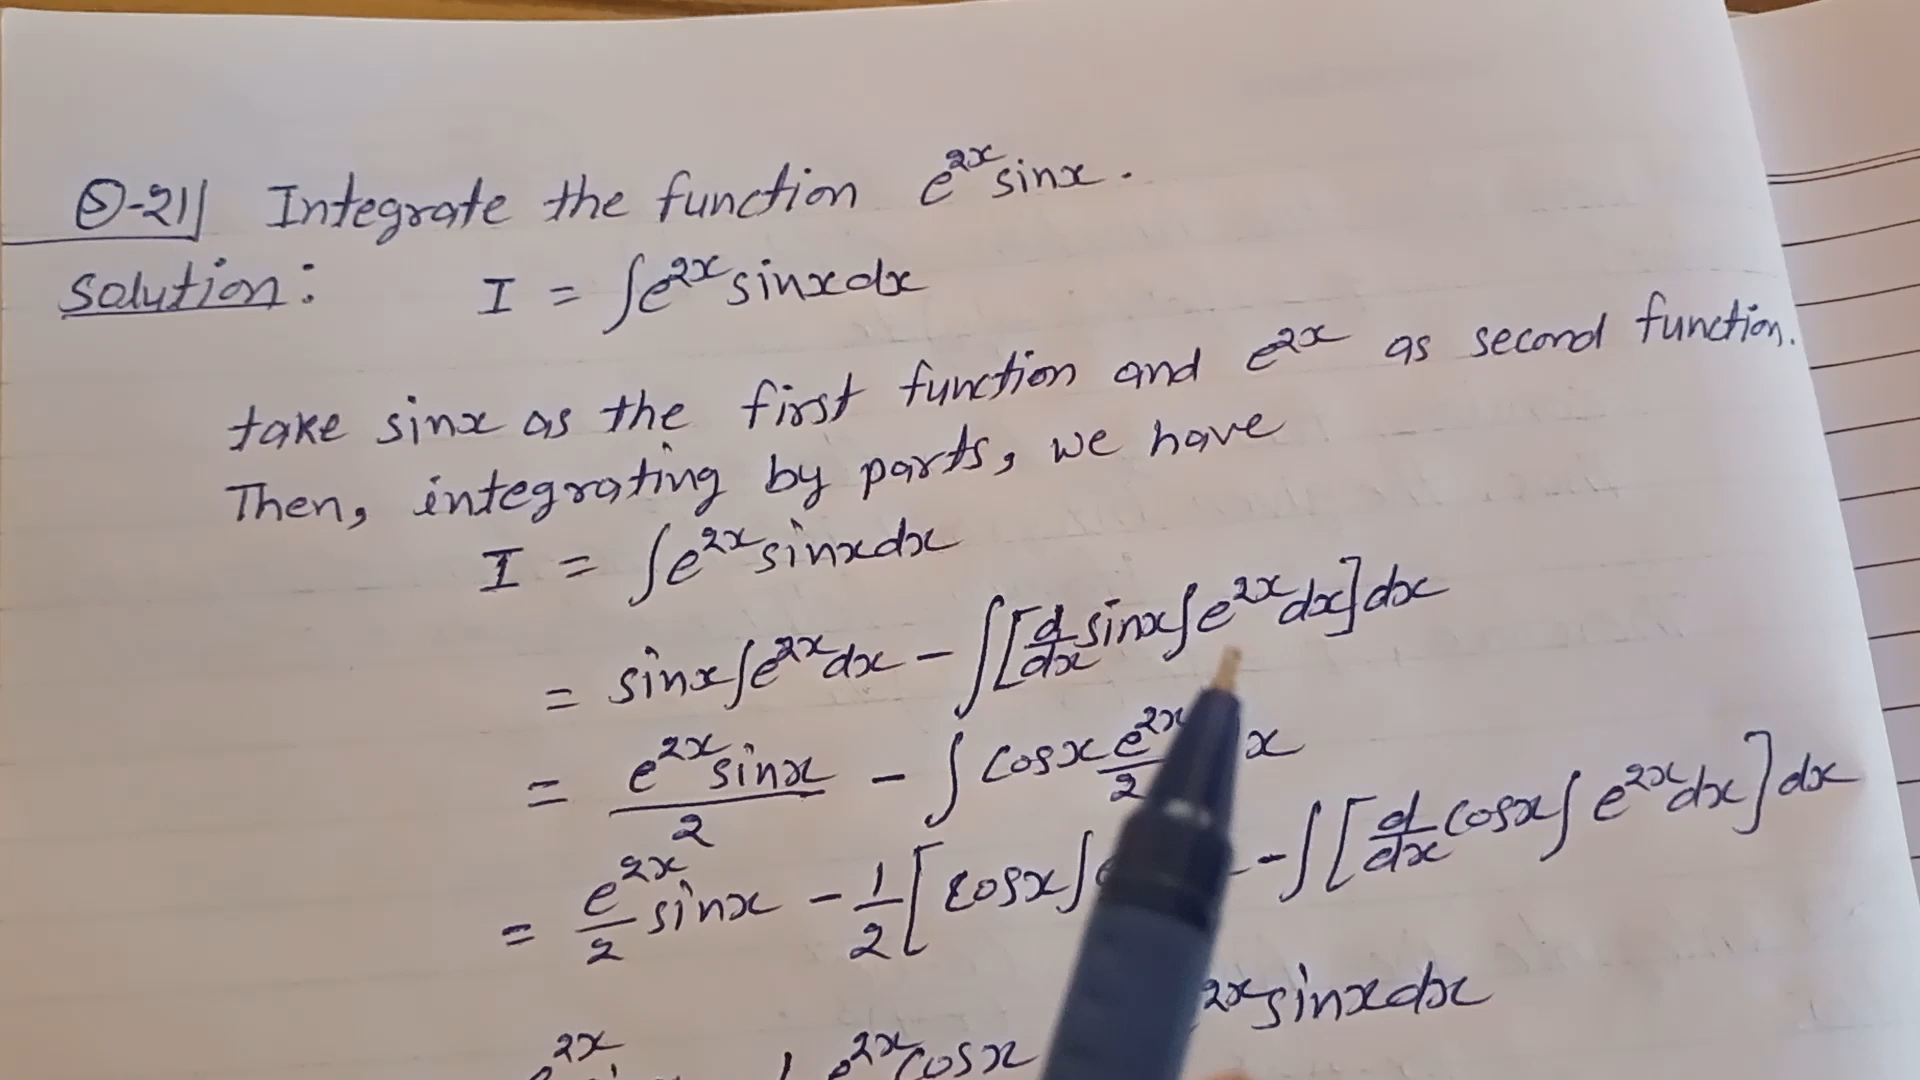 Q-21 Integrate the function e^{2x} sinx.
Solution: I = ∫e^{2x} sinx dx
take sinx as the first function and e^{2x} as second function.
Then, integrating by parts, we have
I = ∫e^{2x} sinx dx
= sinx∫e^{2x}dx - ∫[d/dx sinx∫e^{2x}dx]dx
= e^{2x}sinx/2 - ∫cosx e^{2x}/2 x
= e^{2x}/2 sinx - 1/2[cosx∫ - ∫[d/dx cosx∫e^{2x}dx]dx
2x sinx dx
2x e^{2x}cosx